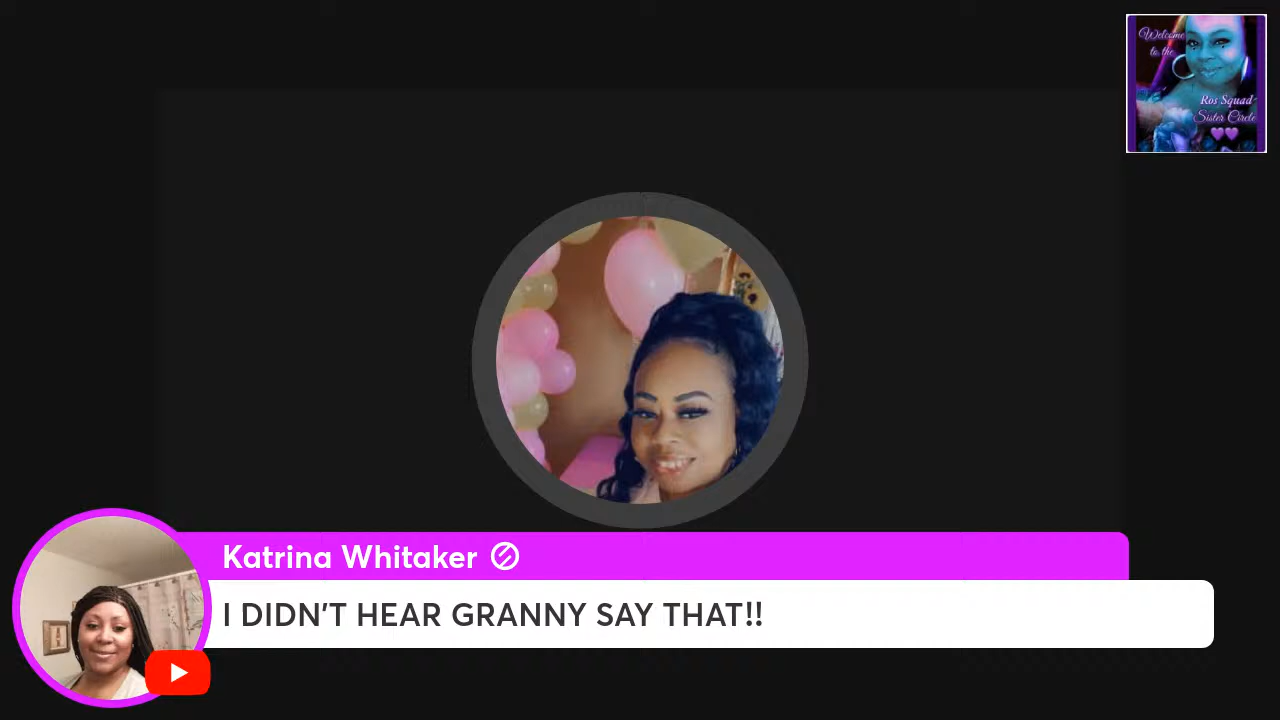 Welcome
to the
Ros Squad
Sister Circle
Katrina Whitaker
I DIDN'T HEAR GRANNY SAY THAT!!